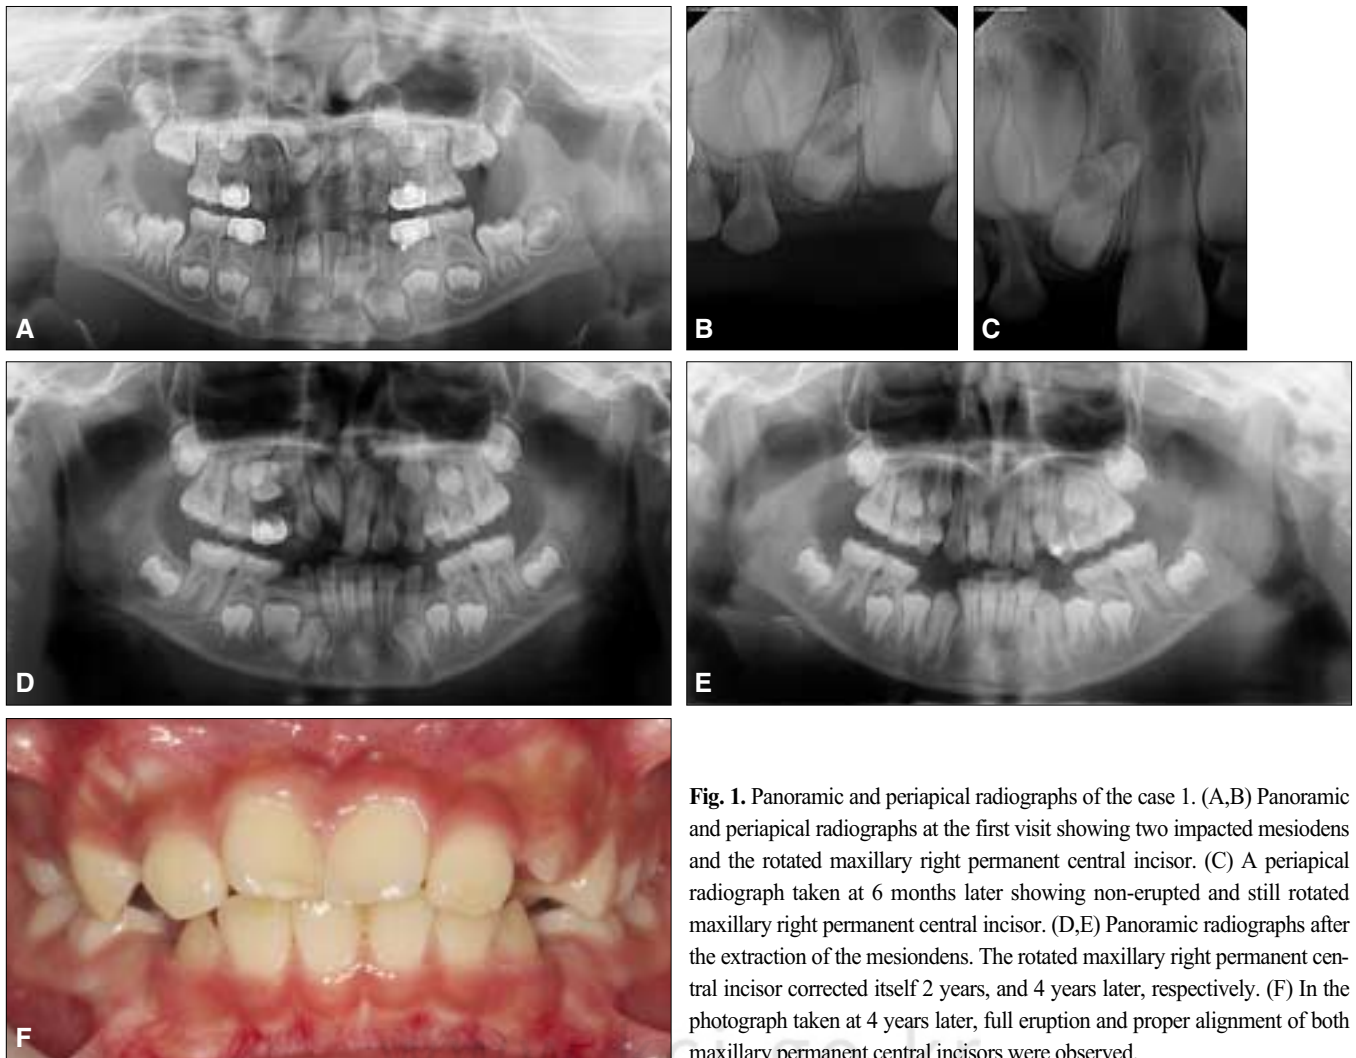 A
B
C
D
E
F
Fig. 1. Panoramic and periapical radiographs of the case 1. (A,B) Panoramic
and periapical radiographs at the first visit showing two impacted mesiodens
and the rotated maxillary right permanent central incisor. (C) A periapical
radiograph taken at 6 months later showing non-erupted and still rotated
maxillary right permanent central incisor. (D,E) Panoramic radiographs after
the extraction of the mesiondens. The rotated maxillary right permanent cen-
tral incisor corrected itself 2 years, and 4 years later, respectively. (F) In the
photograph taken at 4 years later, full eruption and proper alignment of both
maxillary permanent central incisors were observed.